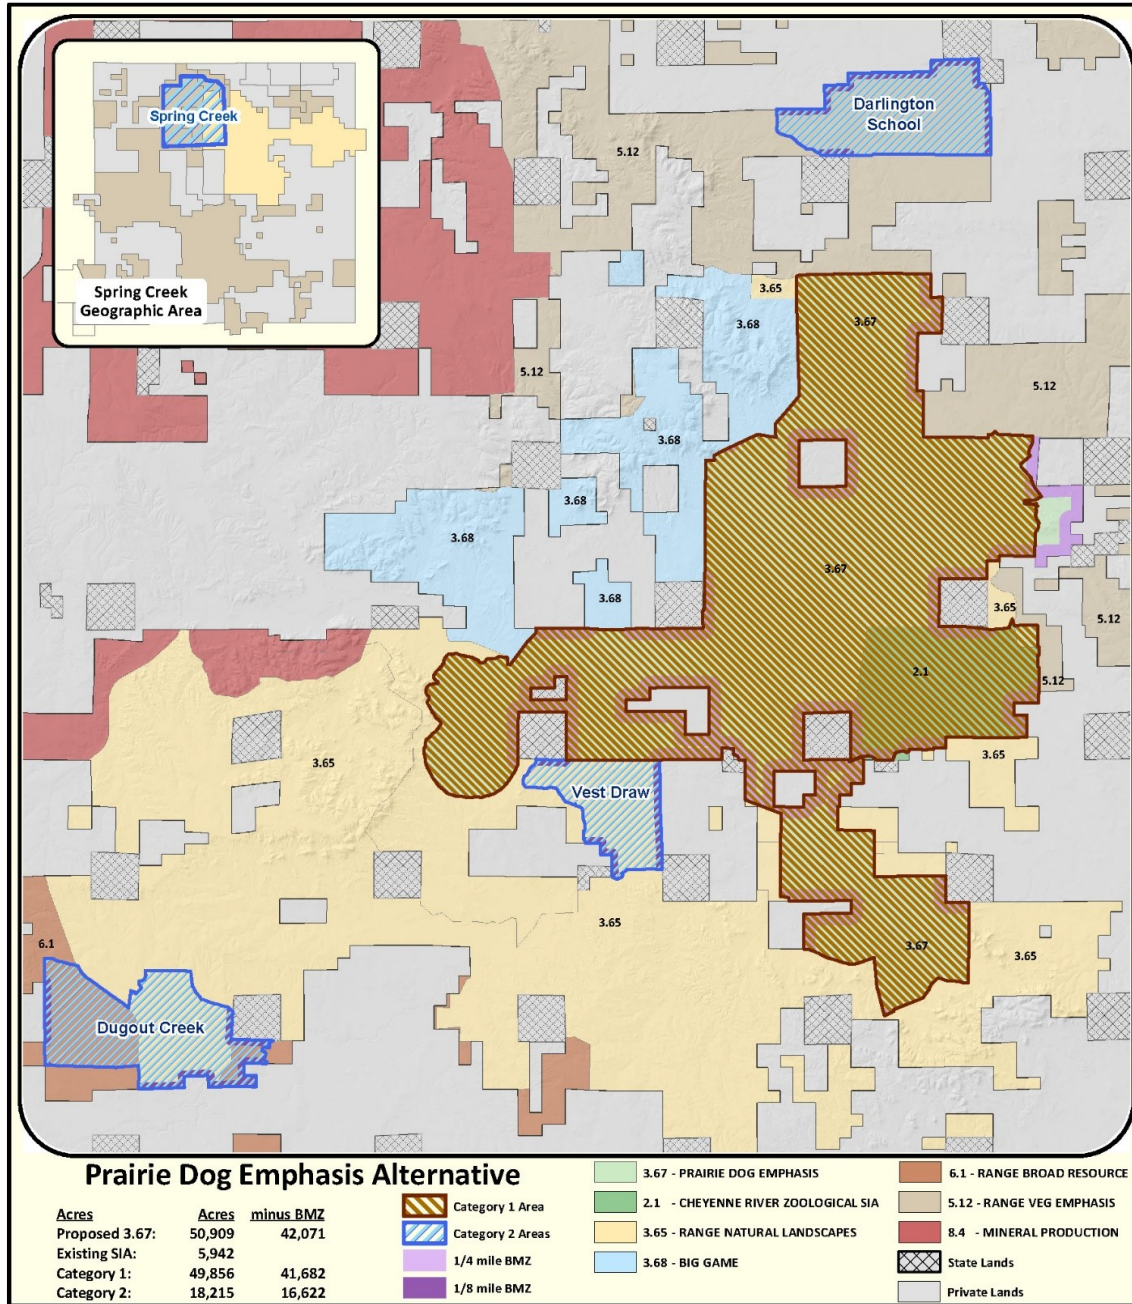 Spring Creek
Spring Creek
Geographic Area
Darlington
School
5.12
3.65
3.67
3.68
5.12
5.12
3.68
3.68
3.68
3.67
3.68
3.65
5.12
2.1
5.12
3.65
3.65
Vest Draw
3.65
6.1
3.67
3.65
Dugout Creek
Prairie Dog Emphasis Alternative
Acres Acres minus BMZ
Proposed 3.67: 50,909 42,071
Existing SIA: 5,942
Category 1: 49,856 41,682
Category 2: 18,215 16,622
Category 1 Area
Category 2 Areas
1/4 mile BMZ
1/8 mile BMZ
3.67 - PRAIRIE DOG EMPHASIS
2.1 - CHEYENNE RIVER ZOOLOGICAL SIA
3.65 - RANGE NATURAL LANDSCAPES
3.68 - BIG GAME
6.1 - RANGE BROAD RESOURCE
5.12 - RANGE VEG EMPHASIS
8.4 - MINERAL PRODUCTION
State Lands
Private Lands